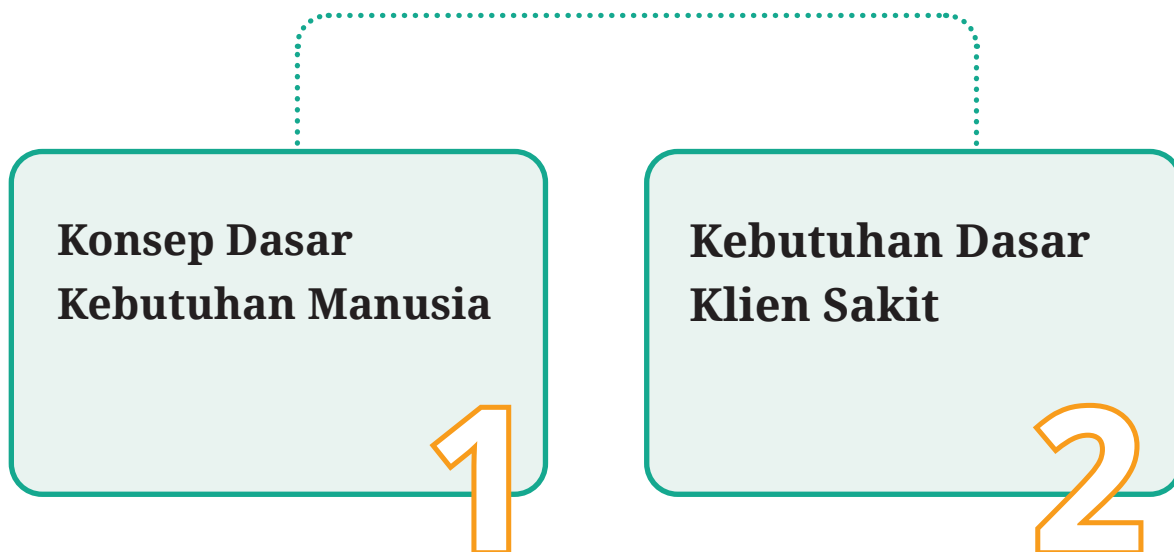 Konsep Dasar
Kebutuhan Manusia
1
Kebutuhan Dasar
Klien Sakit
2